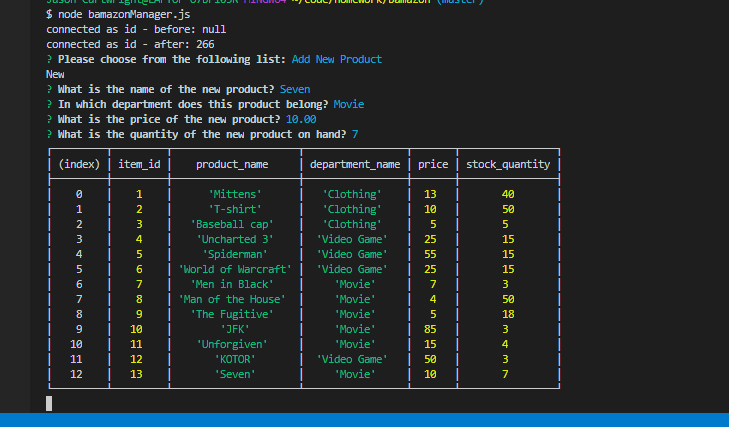 $ node bamazonManager.js
connected as id - before: null
connected as id - after: 266
? Please choose from the following list: Add New Product
New
? What is the name of the new product? Seven
? In which department does this product belong? Movie
? What is the price of the new product? 10.00
? What is the quantity of the new product on hand? 7
(index) item_id product_name department_name price stock_quantity
0 1 'Mittens' 'Clothing' 13 40
1 2 'T-shirt' 'Clothing' 10 50
2 3 'Baseball cap' 'Clothing' 5 5
3 4 'Uncharted 3' 'Video Game' 25 15
4 5 'Spiderman' 'Video Game' 55 15
5 6 'World of Warcraft' 'Video Game' 25 15
6 7 'Men in Black' 'Movie' 7 3
7 8 'Man of the House' 'Movie' 4 50
8 9 'The Fugitive' 'Movie' 5 18
9 10 'JFK' 'Movie' 85 3
10 11 'Unforgiven' 'Movie' 15 4
11 12 'KOTOR' 'Video Game' 50 3
12 13 'Seven' 'Movie' 10 7